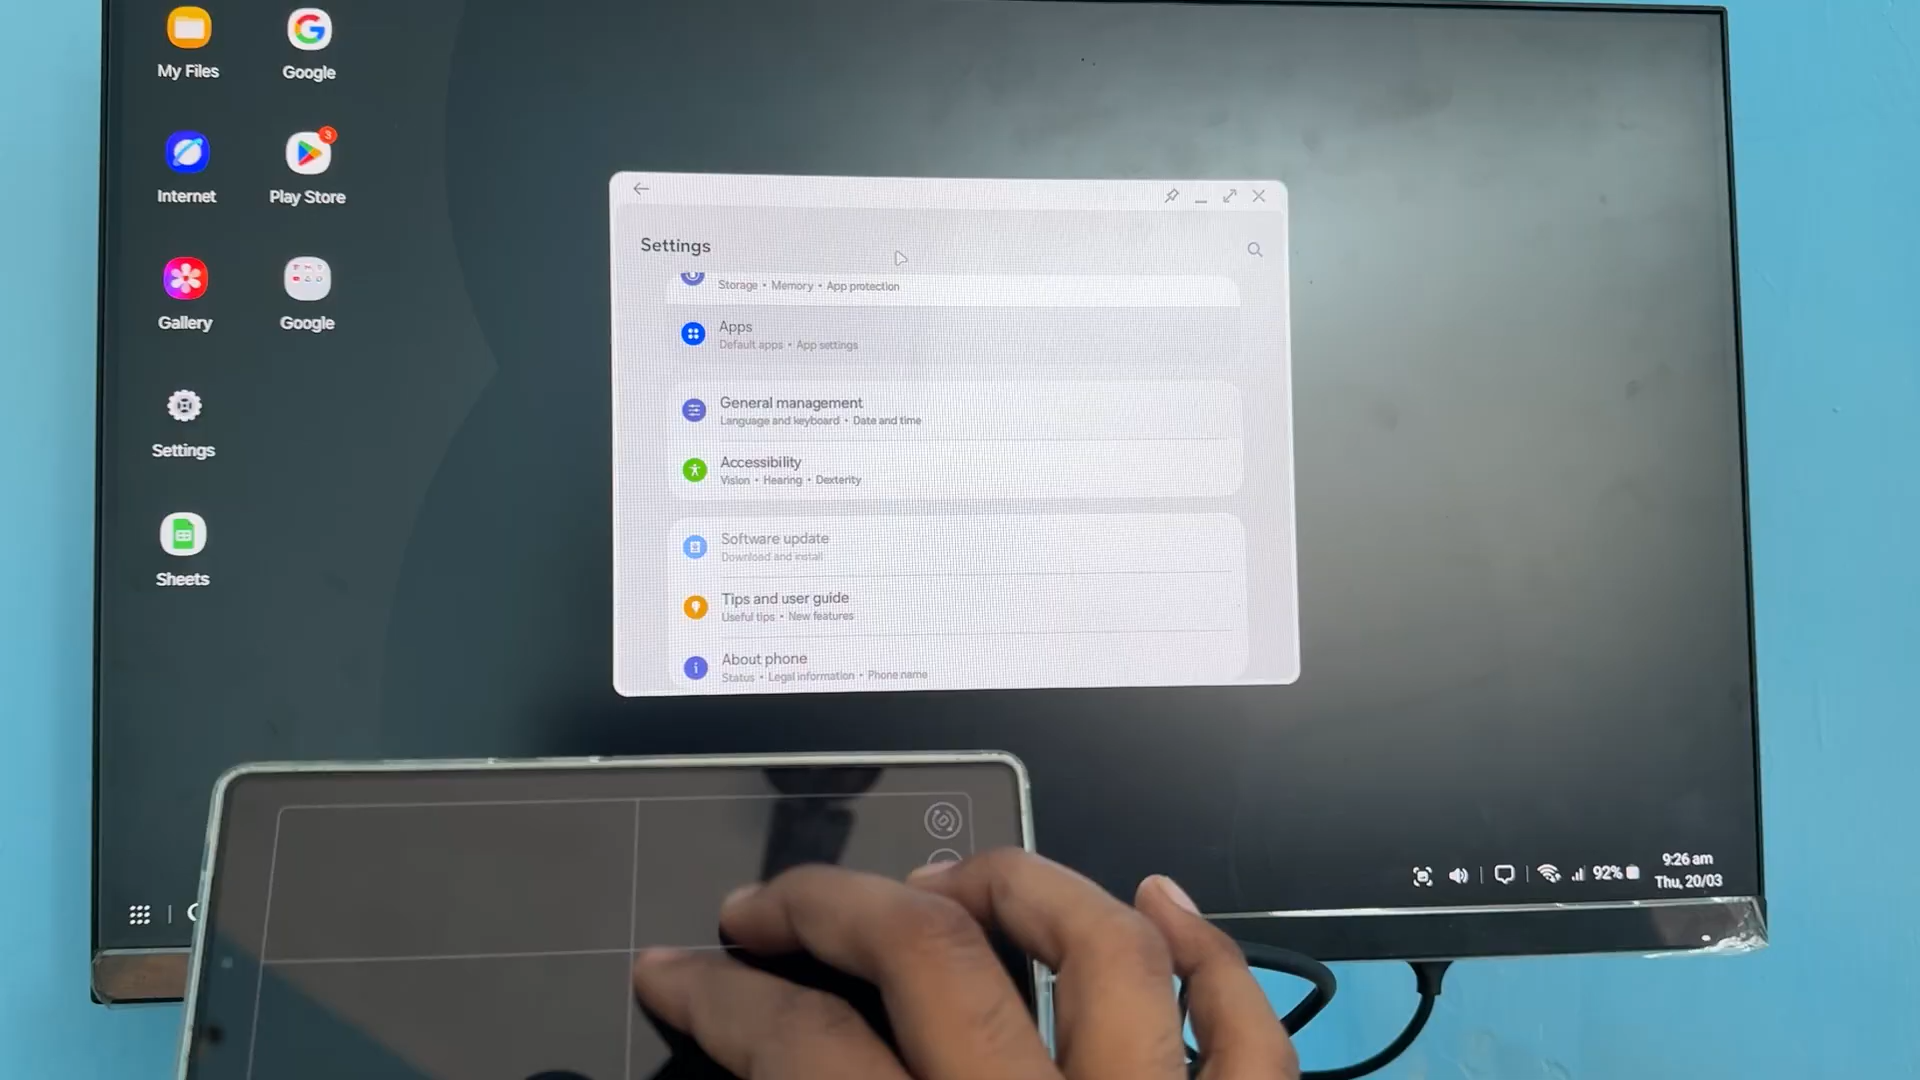 My Files
Google
Internet
Play Store
3
Gallery
Google
Settings
Sheets
Settings
Storage • Memory • App protection
Apps
Default apps • App settings
General management
Language and keyboard • Date and time
Accessibility
Vision • Hearing • Dexterity
Software update
Download and install
Tips and user guide
Useful tips • New features
About phone
Status • Legal information • Phone name
92%
9:26 am
Thu, 20/03